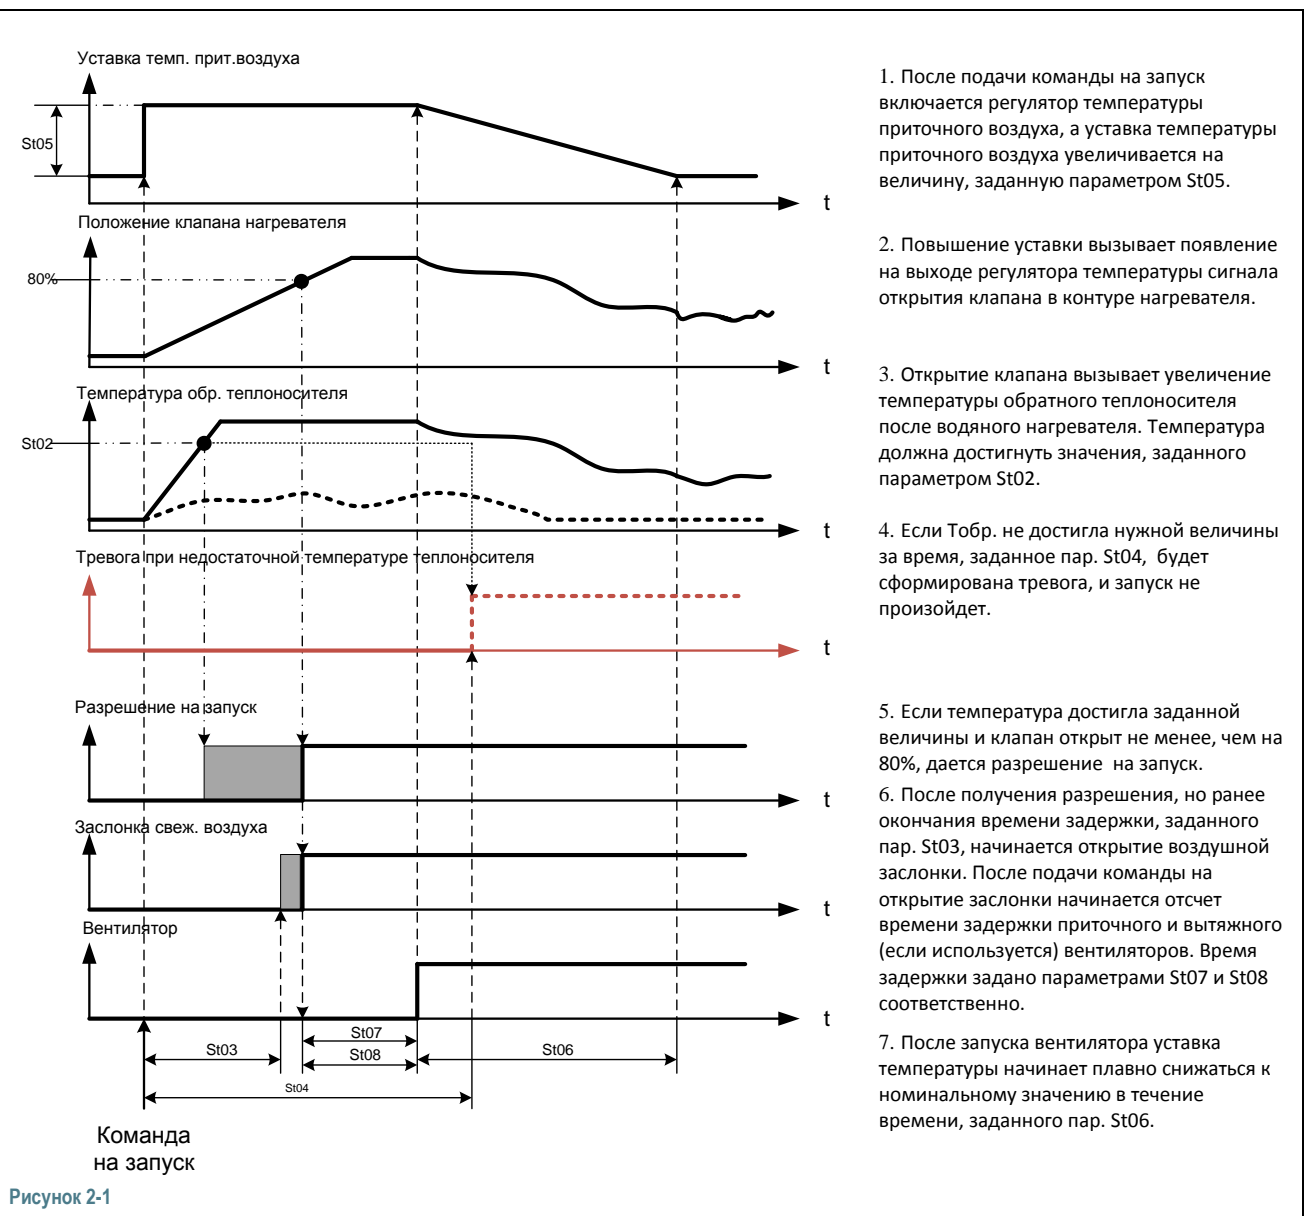 Уставка темп. прит.воздуха
St05
t
Положение клапана нагревателя
80%
t
Температура обр. теплоносителя
St02
t
Тревога при недостаточной температуре теплоносителя
t
Разрешение на запуск
t
Заслонка свеж. воздуха
t
Вентилятор
t
St07
St03
St08
St06
St04
Команда
на запуск
1. После подачи команды на запуск
включается регулятор температуры
приточного воздуха, а уставка температуры
приточного воздуха увеличивается на
величину, заданную параметром St05.
2. Повышение уставки вызывает появление
на выходе регулятора температуры сигнала
открытия клапана в контуре нагревателя.
3. Открытие клапана вызывает увеличение
температуры обратного теплоносителя
после водяного нагревателя. Температура
должна достигнуть значения, заданного
параметром St02.
4. Если Тобр. не достигла нужной величины
за время, заданное пар. St04, будет
сформирована тревога, и запуск не
произойдет.
5. Если температура достигла заданной
величины и клапан открыт не менее, чем на
80%, дается разрешение на запуск.
6. После получения разрешения, но ранее
окончания времени задержки, заданного
пар. St03, начинается открытие воздушной
заслонки. После подачи команды на
открытие заслонки начинается отсчет
времени задержки приточного и вытяжного
(если используется) вентиляторов. Время
задержки задано параметрами St07 и St08
соответственно.
7. После запуска вентилятора уставка
температуры начинает плавно снижаться к
номинальному значению в течение
времени, заданного пар. St06.
Рисунок 2-1